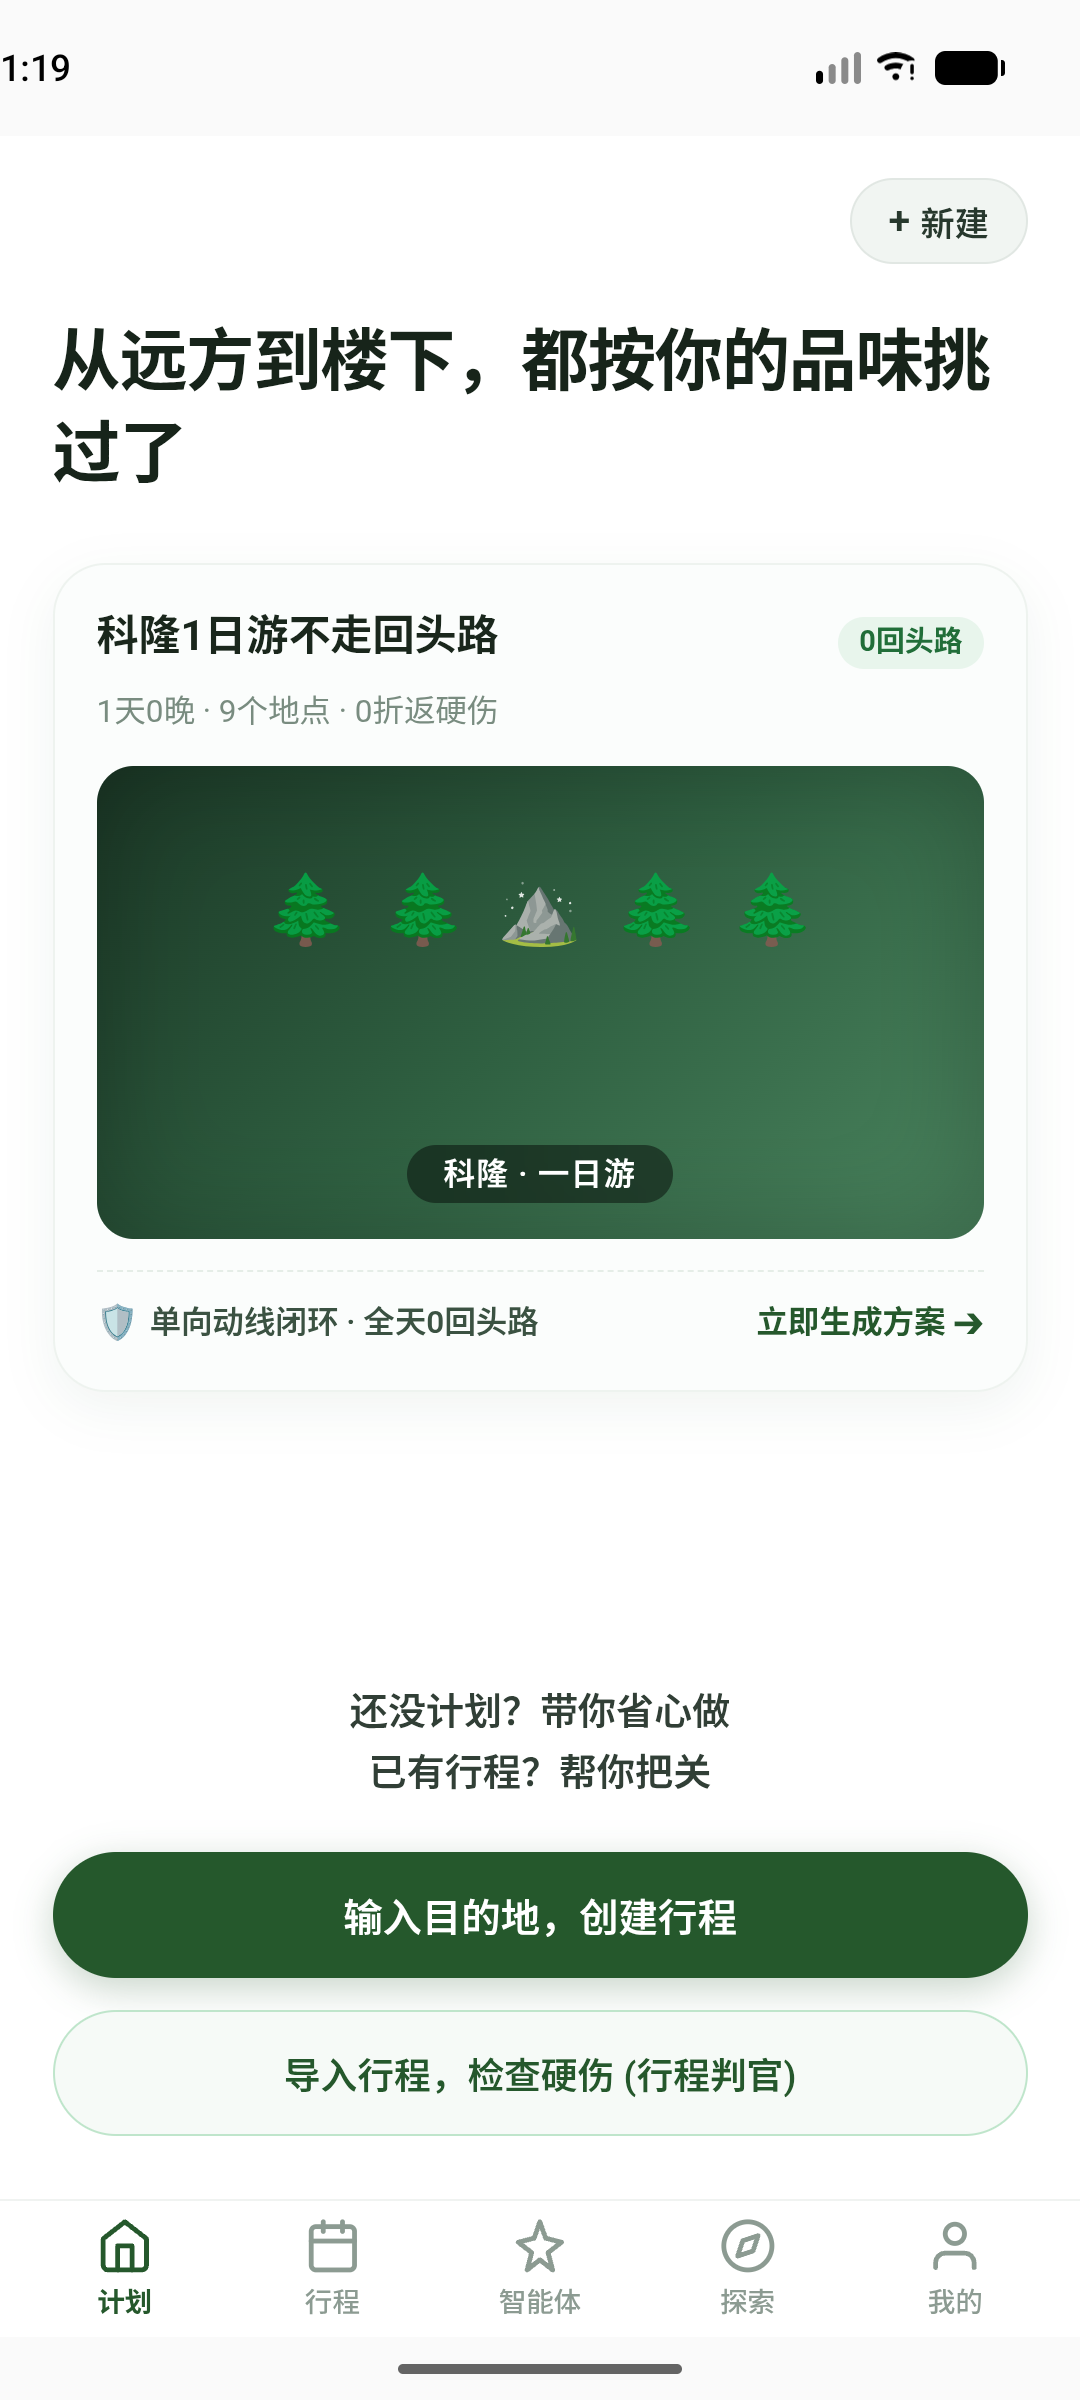 1:19
+ 新建
从远方到楼下，都按你的品味挑
过了
科隆1日游不走回头路
0回头路
1天0晚 · 9个地点 · 0折返硬伤
科隆 · 一日游
单向动线闭环 · 全天0回头路
立即生成方案 →
还没计划？带你省心做
已有行程？帮你把关
输入目的地，创建行程
导入行程，检查硬伤 (行程判官)
计划
行程
智能体
探索
我的